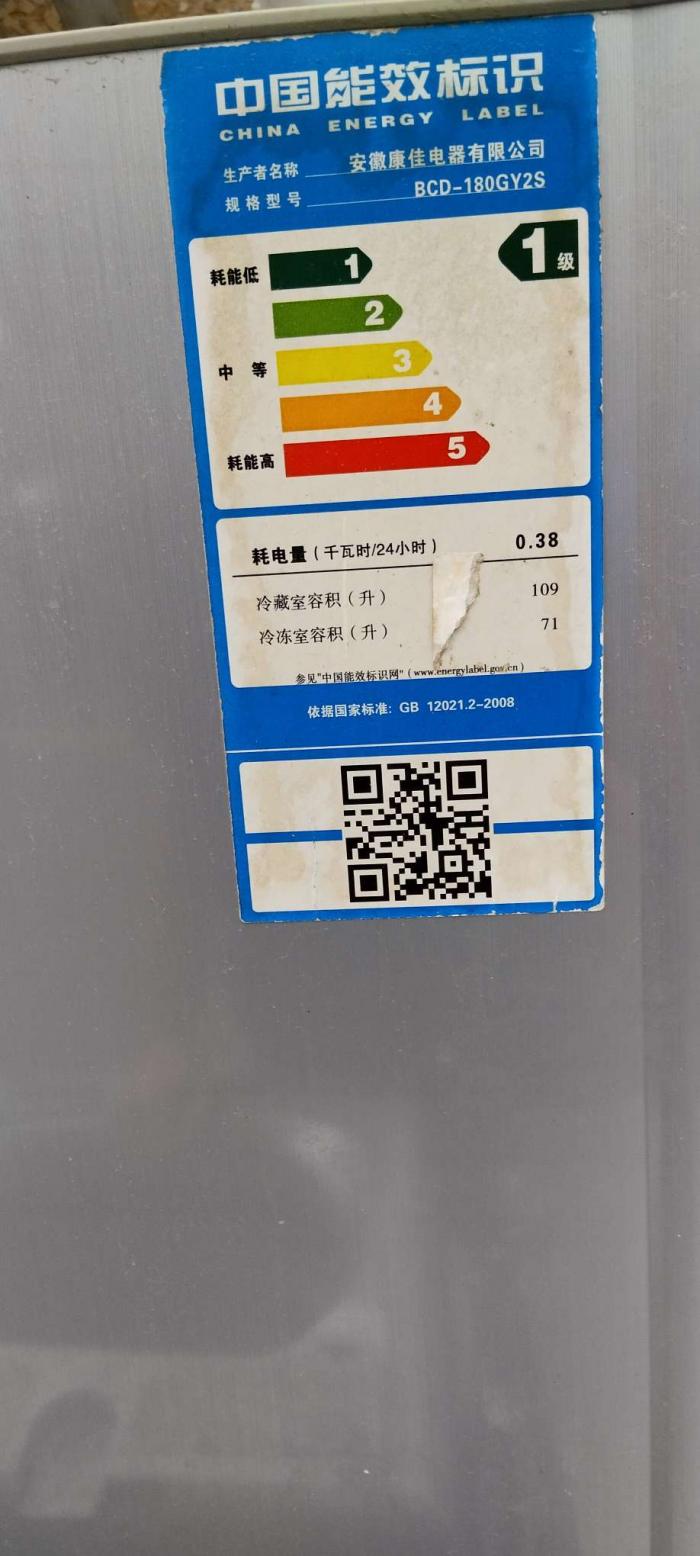 中国能效标识
CHINA ENERGY LABEL
生产者名称 安徽康佳电器有限公司
规格型号 BCD-180GY2S
耗能低 1 1级
2
中 等 3
4
耗能高 5
耗电量(千瓦时/24小时) 0.38
冷藏室容积(升) 109
冷冻室容积(升) 71
参见"中国能效标识网"(www.energylabel.gov.cn)
依据国家标准: GB 12021.2-2008